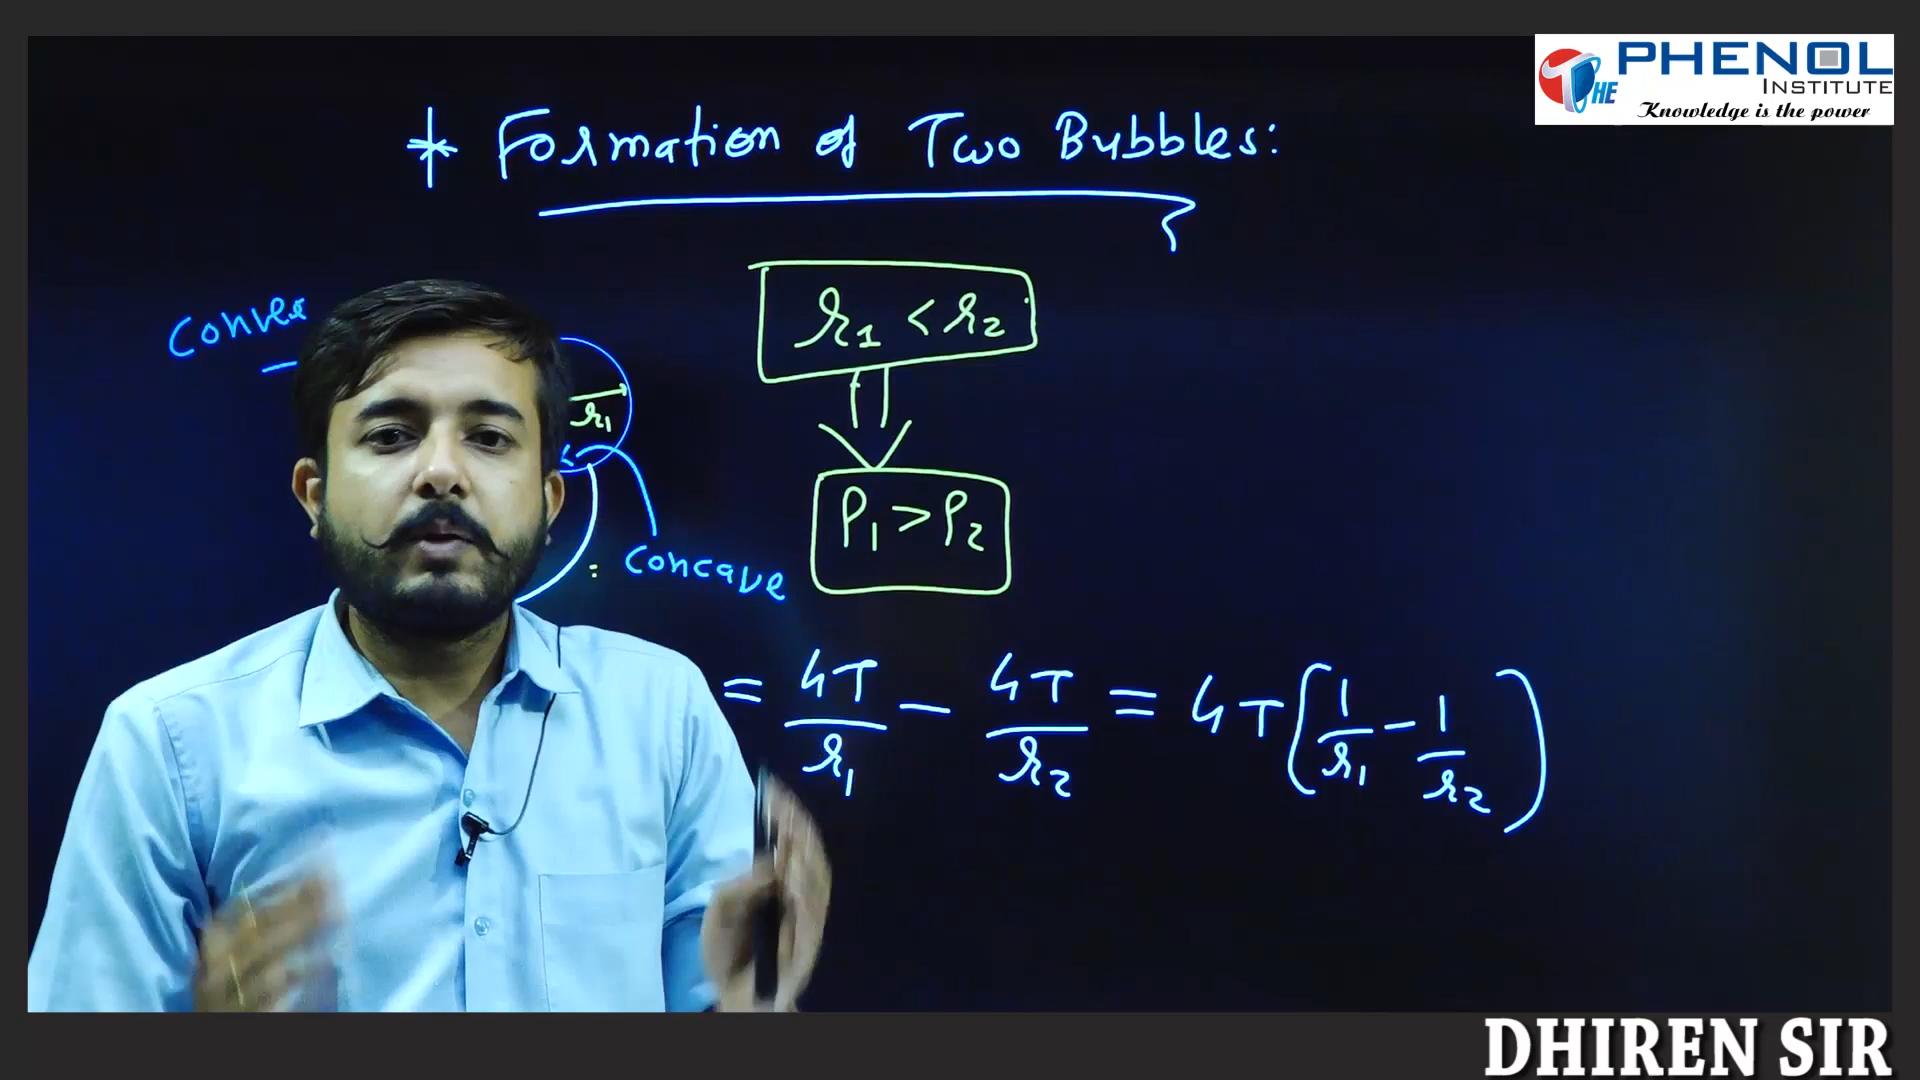 THE PHENOL
INSTITUTE
Knowledge is the power
* Formation of Two Bubbles:
Convex
r₁ < r₂
r₁
P₁ > P₂
: Concave
= 4T/r₁ − 4T/r₂ = 4T(1/r₁ − 1/r₂)
DHIREN SIR